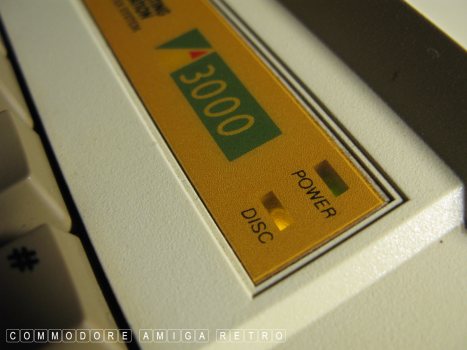 3000
POWER
DISC
#
COMMODORE AMIGA RETRO